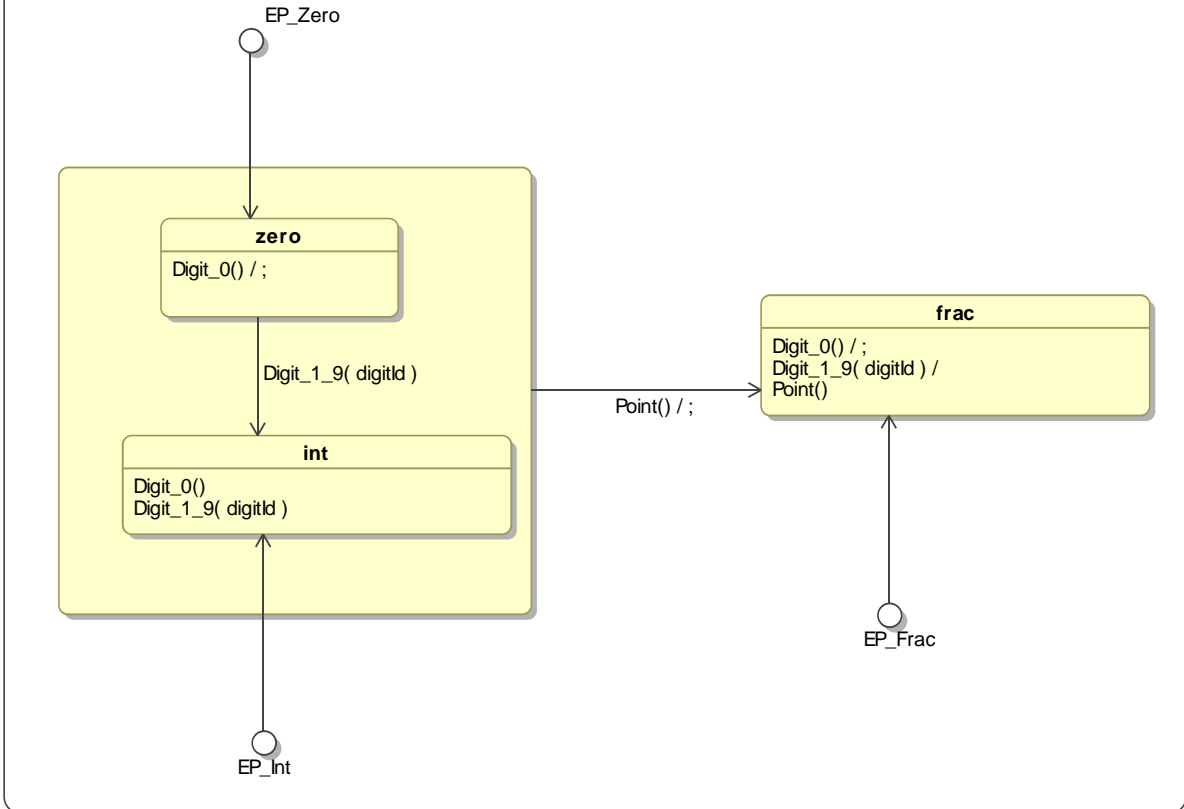 EP_Zero
zero
Digit_0() / ;
Digit_1_9( digitId )
int
Digit_0()
Digit_1_9( digitId )
EP_Int
Point() / ;
frac
Digit_0() / ;
Digit_1_9( digitId ) /
Point()
EP_Frac